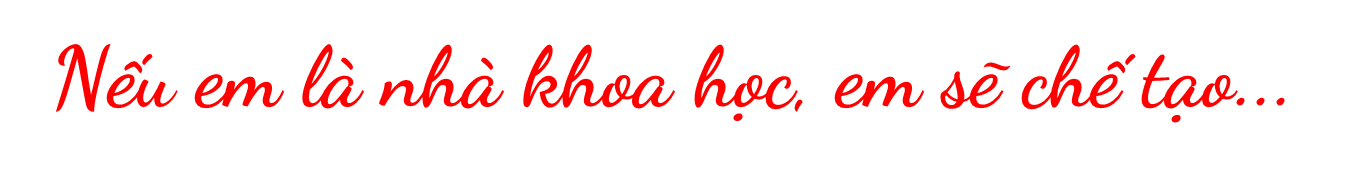 Nếu em là nhà khoa học, em sẽ chế tạo...